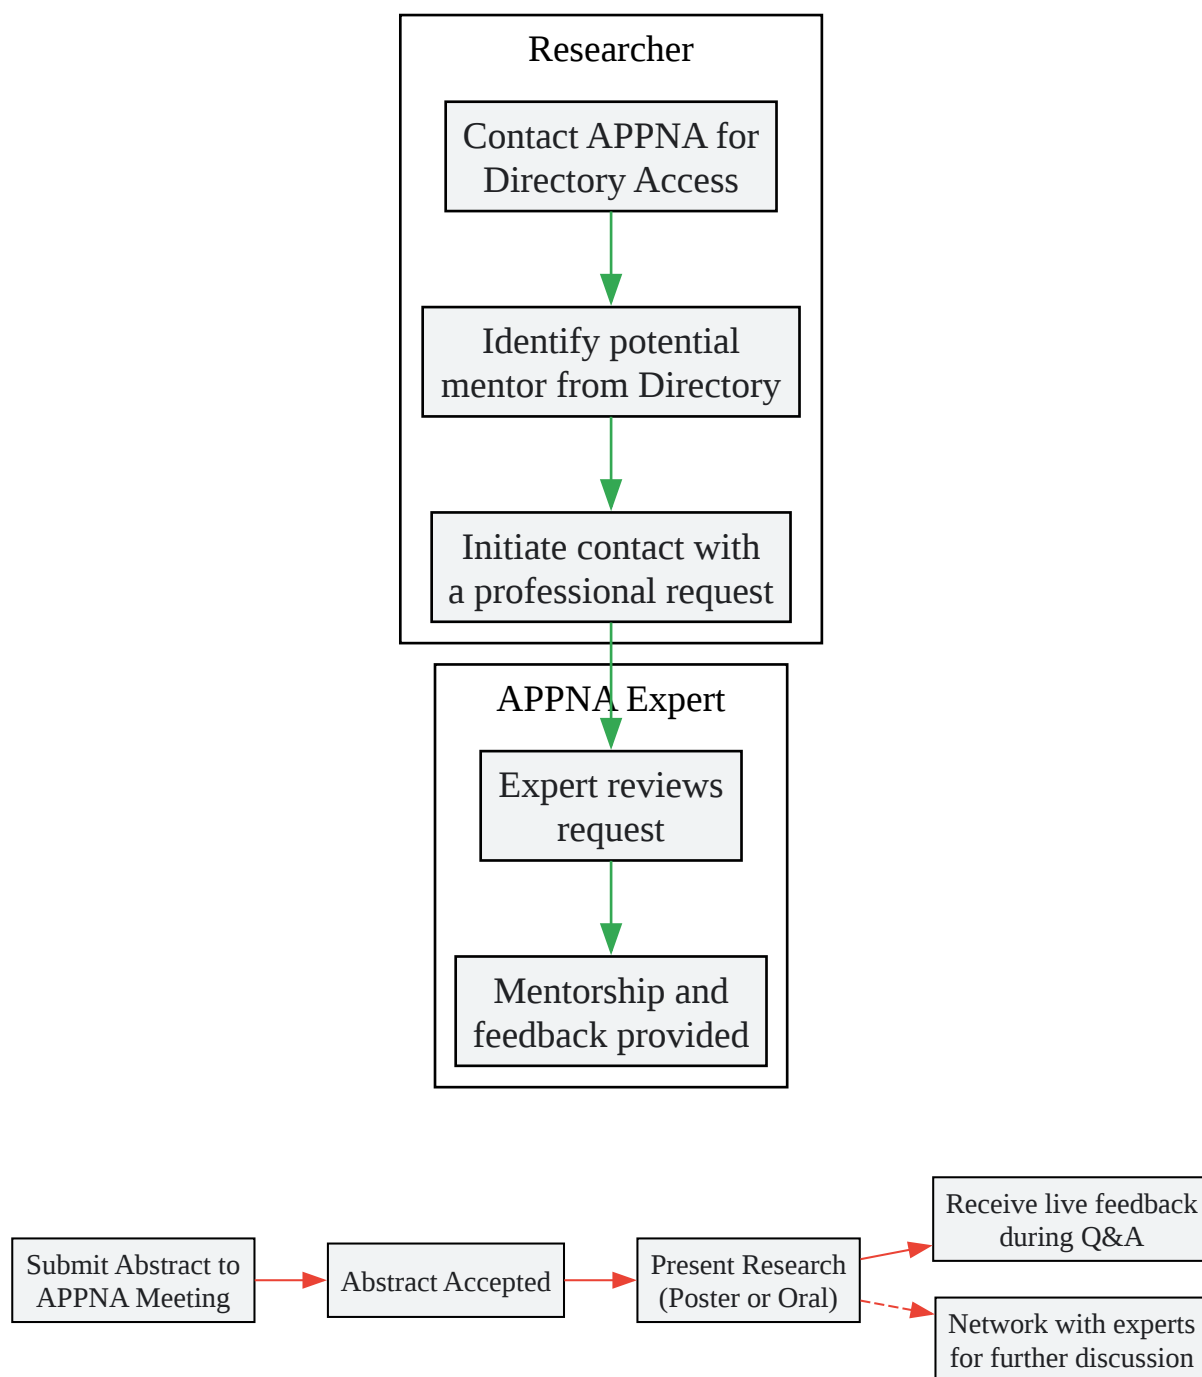 Researcher
Contact APPNA for
Directory Access
Identify potential
mentor from Directory
Initiate contact with
a professional request
APPNA Expert
Expert reviews
request
Mentorship and
feedback provided
Submit Abstract to
APPNA Meeting
Abstract Accepted
Present Research
(Poster or Oral)
Receive live feedback
during Q&A
Network with experts
for further discussion